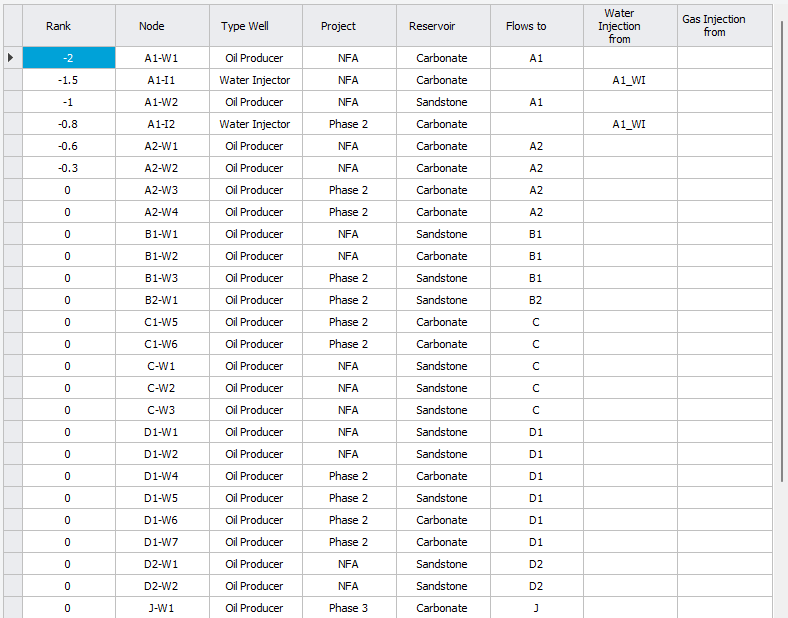 Rank Node Type Well Project Reservoir Flows to Water Injection from Gas Injection from
-2 A1-W1 Oil Producer NFA Carbonate A1
-1.5 A1-I1 Water Injector NFA Carbonate A1_WI
-1 A1-W2 Oil Producer NFA Sandstone A1
-0.8 A1-I2 Water Injector Phase 2 Carbonate A1_WI
-0.6 A2-W1 Oil Producer NFA Carbonate A2
-0.3 A2-W2 Oil Producer NFA Carbonate A2
0 A2-W3 Oil Producer Phase 2 Carbonate A2
0 A2-W4 Oil Producer Phase 2 Carbonate A2
0 B1-W1 Oil Producer NFA Sandstone B1
0 B1-W2 Oil Producer NFA Carbonate B1
0 B1-W3 Oil Producer Phase 2 Sandstone B1
0 B2-W1 Oil Producer Phase 2 Sandstone B2
0 C1-W5 Oil Producer Phase 2 Carbonate C
0 C1-W6 Oil Producer Phase 2 Carbonate C
0 C-W1 Oil Producer NFA Sandstone C
0 C-W2 Oil Producer NFA Sandstone C
0 C-W3 Oil Producer NFA Sandstone C
0 D1-W1 Oil Producer NFA Sandstone D1
0 D1-W2 Oil Producer NFA Sandstone D1
0 D1-W4 Oil Producer Phase 2 Carbonate D1
0 D1-W5 Oil Producer Phase 2 Sandstone D1
0 D1-W6 Oil Producer Phase 2 Carbonate D1
0 D1-W7 Oil Producer Phase 2 Carbonate D1
0 D2-W1 Oil Producer NFA Sandstone D2
0 D2-W2 Oil Producer NFA Sandstone D2
0 J-W1 Oil Producer Phase 3 Carbonate J